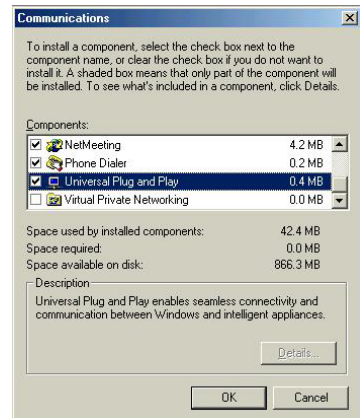 Communications
To install a component, select the check box next to the
component name, or clear the check box if you do not want to
install it. A shaded box means that only part of the component will
be installed. To see what's included in a component, click Details.
Components:
NetMeeting 4.2 MB
Phone Dialer 0.2 MB
Universal Plug and Play 0.4 MB
Virtual Private Networking 0.0 MB
Space used by installed components: 42.4 MB
Space required: 0.0 MB
Space available on disk: 866.3 MB
Description
Universal Plug and Play enables seamless connectivity and
communication between Windows and intelligent appliances.
Details...
OK Cancel